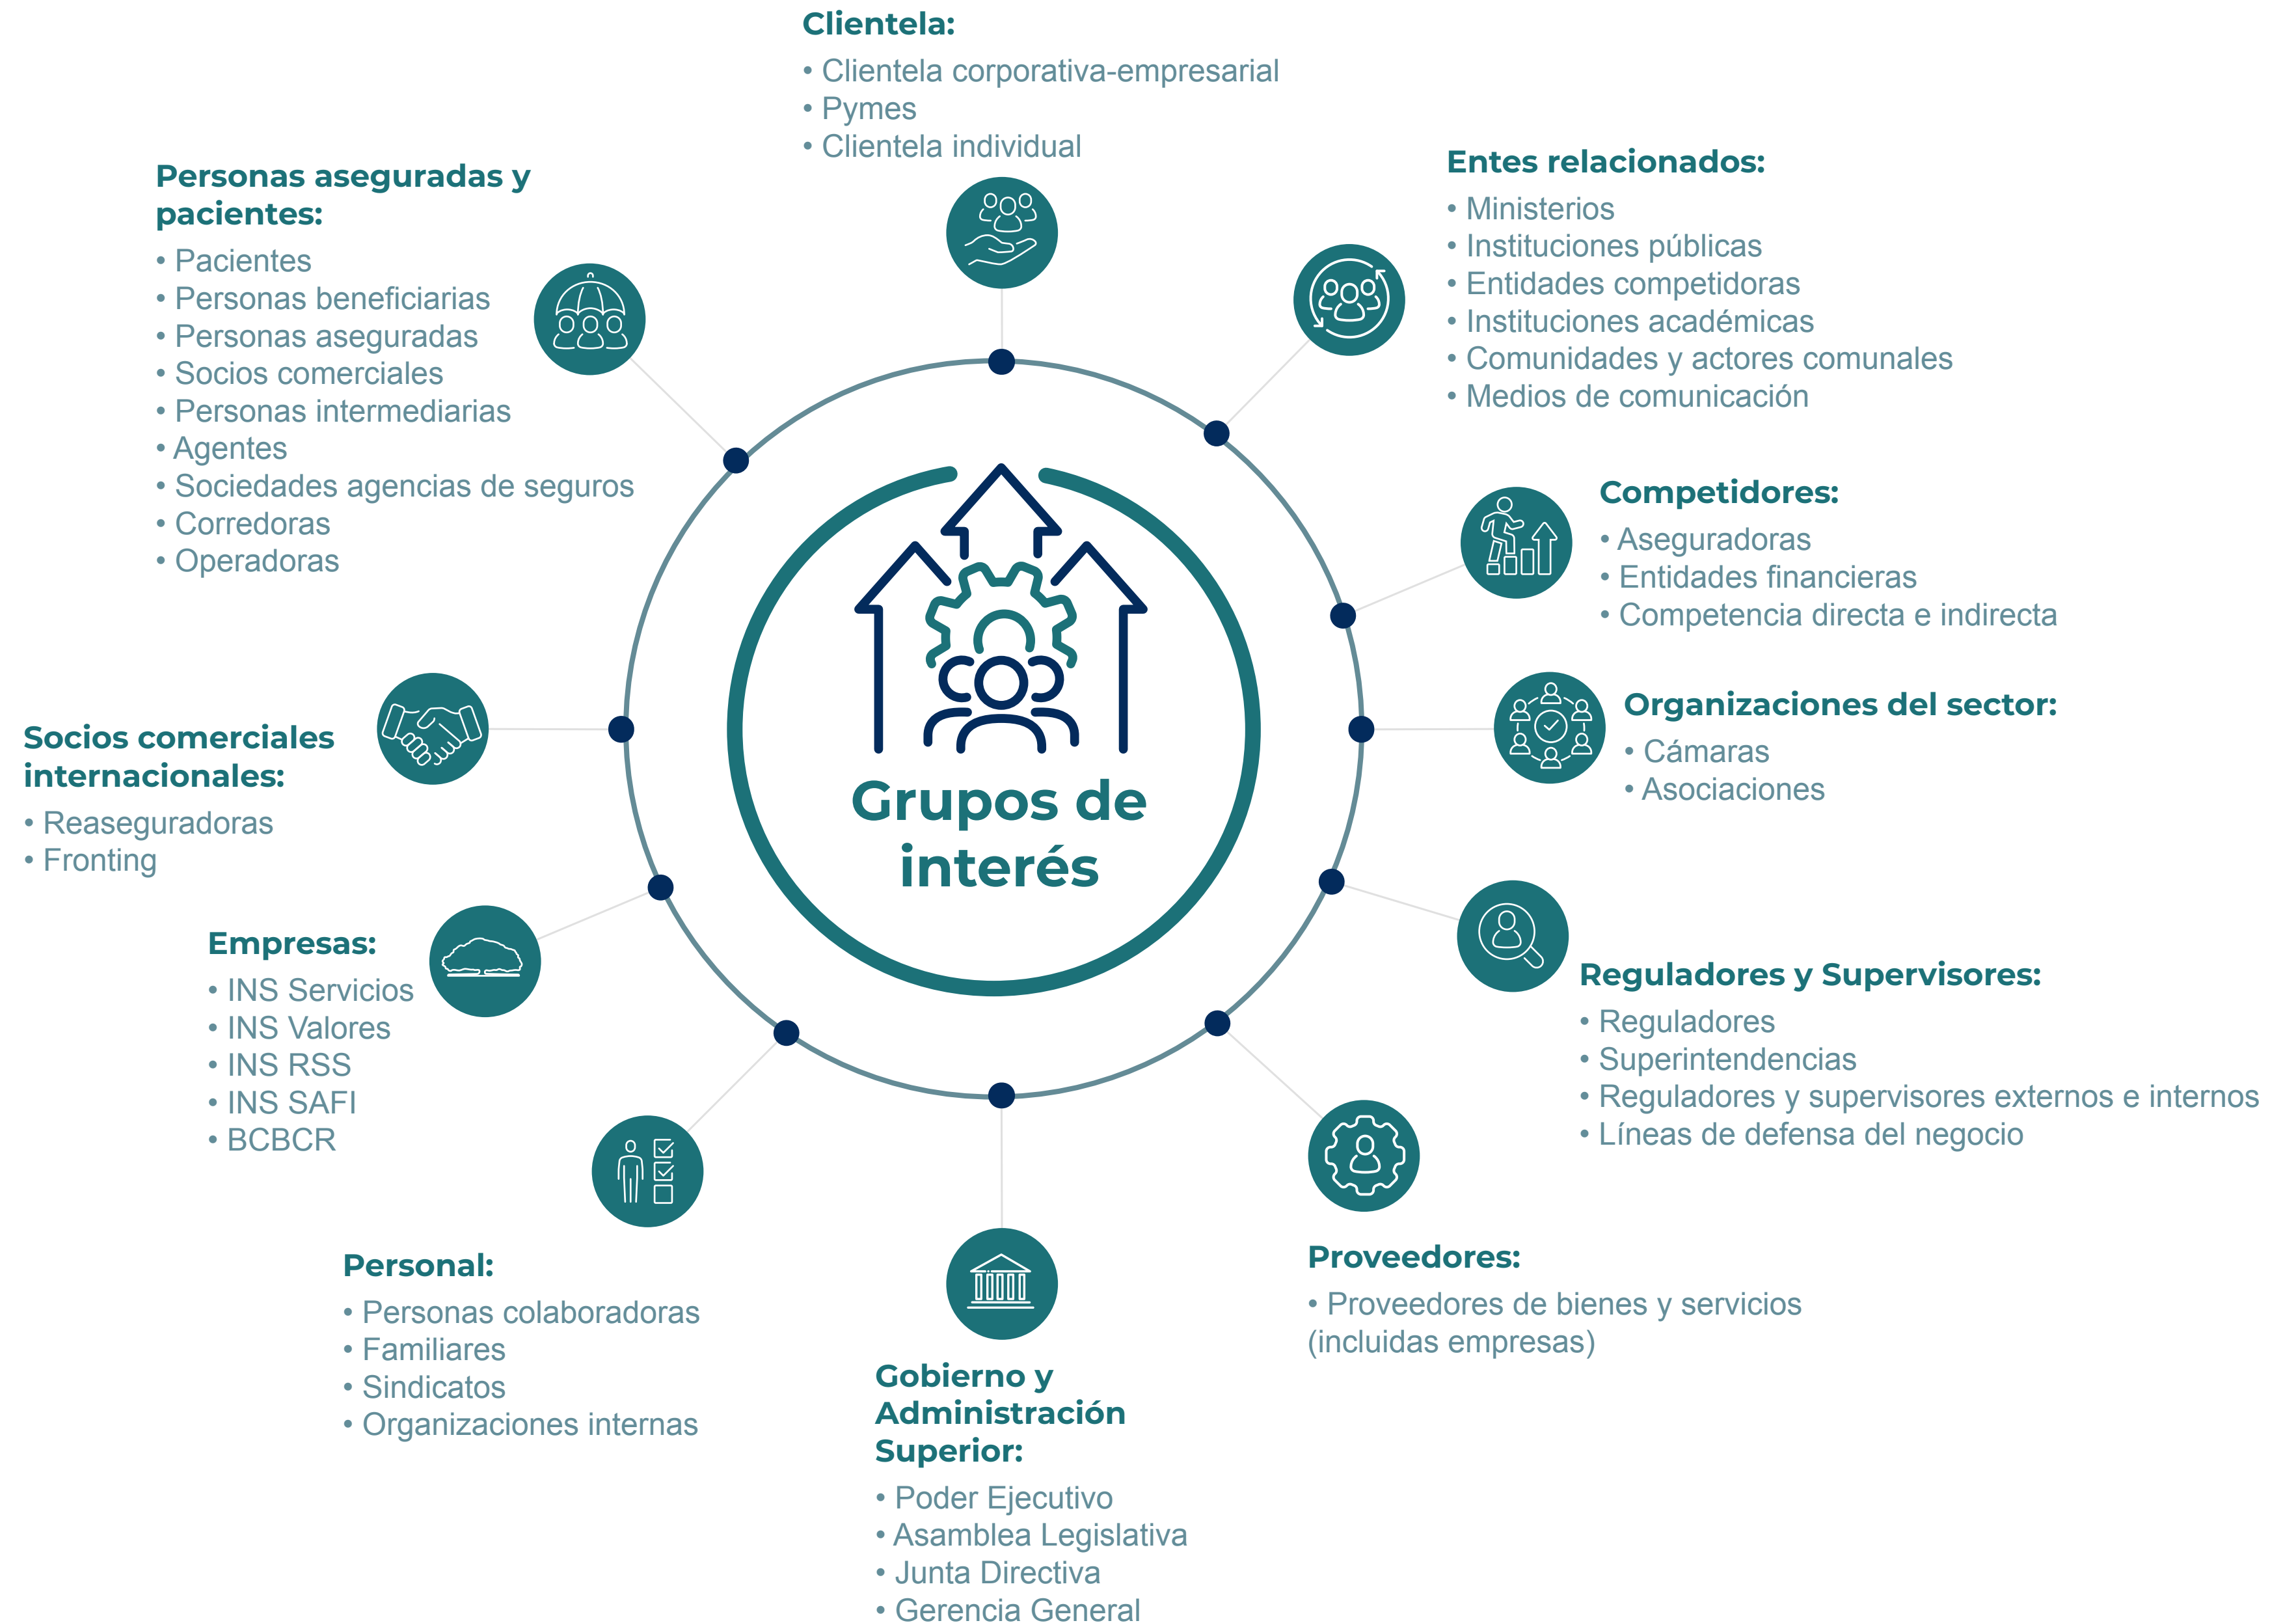 Clientela:
• Clientela corporativa-empresarial
• Pymes
• Clientela individual
Entes relacionados:
• Ministerios
• Instituciones públicas
• Entidades competidoras
• Instituciones académicas
• Comunidades y actores comunales
• Medios de comunicación
Competidores:
• Aseguradoras
• Entidades financieras
• Competencia directa e indirecta
Organizaciones del sector:
• Cámaras
• Asociaciones
Reguladores y Supervisores:
• Reguladores
• Superintendencias
• Reguladores y supervisores externos e internos
• Líneas de defensa del negocio
Proveedores:
• Proveedores de bienes y servicios
(incluidas empresas)
Gobierno y
Administración
Superior:
• Poder Ejecutivo
• Asamblea Legislativa
• Junta Directiva
• Gerencia General
Personal:
• Personas colaboradoras
• Familiares
• Sindicatos
• Organizaciones internas
Empresas:
• INS Servicios
• INS Valores
• INS RSS
• INS SAFI
• BCBCR
Socios comerciales
internacionales:
• Reaseguradoras
• Fronting
Personas aseguradas y
pacientes:
• Pacientes
• Personas beneficiarias
• Personas aseguradas
• Socios comerciales
• Personas intermediarias
• Agentes
• Sociedades agencias de seguros
• Corredoras
• Operadoras
Grupos de
interés